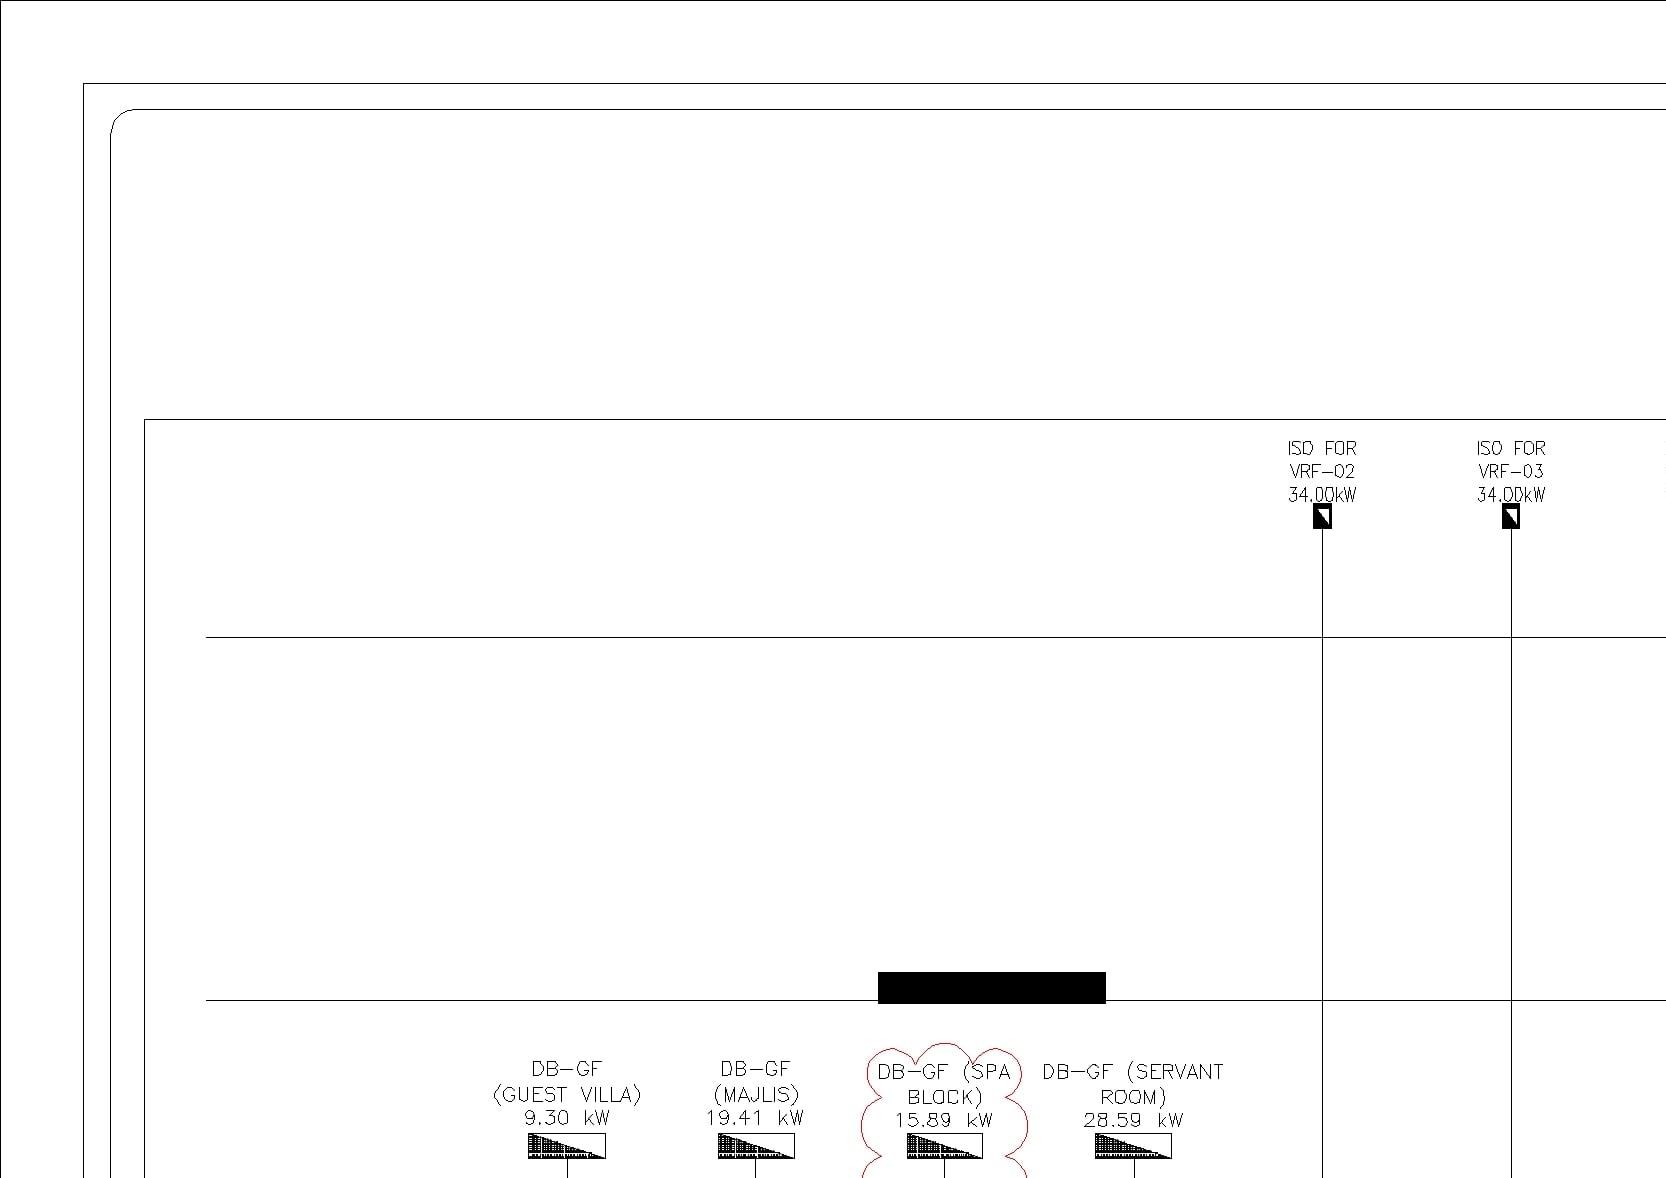 ISO FOR
VRF-02
34.00kW
ISO FOR
VRF-03
34.00kW
DB-GF
(GUEST VILLA)
9.30 kW
DB-GF
(MAJLIS)
19.41 kW
DB-GF (SPA
BLOCK)
15.89 kW
DB-GF (SERVANT
ROOM)
28.59 kW